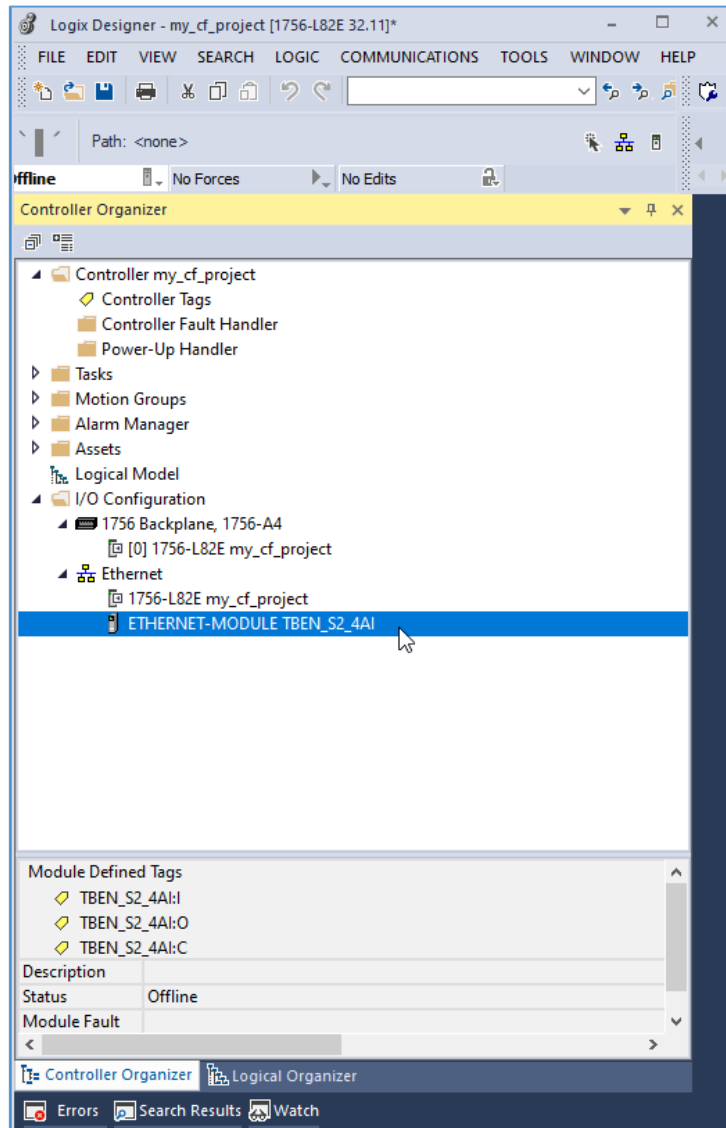 Logix Designer - my_cf_project [1756-L82E 32.11]*
FILE EDIT VIEW SEARCH LOGIC COMMUNICATIONS TOOLS WINDOW HELP
Path: <none>
ffline No Forces No Edits
Controller Organizer
Controller my_cf_project
Controller Tags
Controller Fault Handler
Power-Up Handler
Tasks
Motion Groups
Alarm Manager
Assets
Logical Model
I/O Configuration
1756 Backplane, 1756-A4
[0] 1756-L82E my_cf_project
Ethernet
1756-L82E my_cf_project
ETHERNET-MODULE TBEN_S2_4AI
Module Defined Tags
TBEN_S2_4AI:I
TBEN_S2_4AI:O
TBEN_S2_4AI:C
Description
Status Offline
Module Fault
Controller Organizer Logical Organizer
Errors Search Results Watch